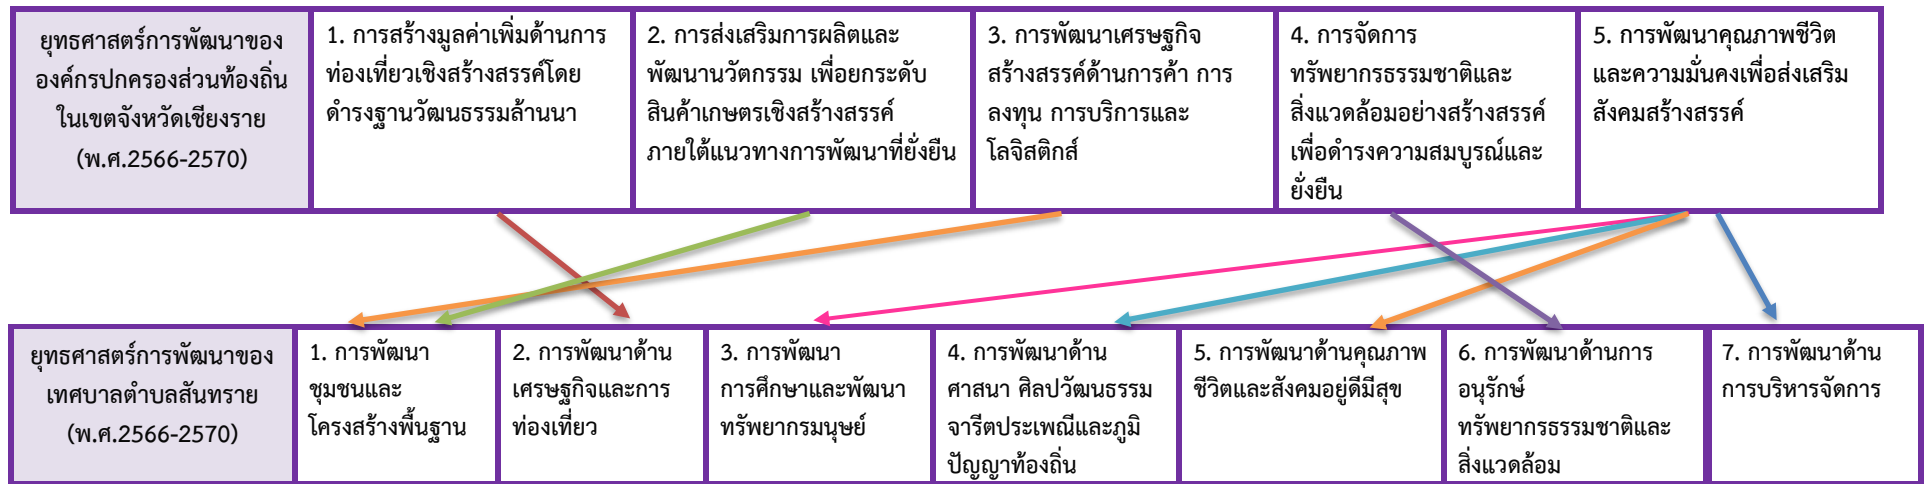 ยุทธศาสตร์การพัฒนาของ
องค์กรปกครองส่วนท้องถิ่น
ในเขตจังหวัดเชียงราย
(พ.ศ.2566-2570)
1. การสร้างมูลค่าเพิ่มด้านการ
ท่องเที่ยวเชิงสร้างสรรค์โดย
ดำรงฐานวัฒนธรรมล้านนา
2. การส่งเสริมการผลิตและ
พัฒนานวัตกรรม เพื่อยกระดับ
สินค้าเกษตรเชิงสร้างสรรค์
ภายใต้แนวทางการพัฒนาที่ยั่งยืน
3. การพัฒนาเศรษฐกิจ
สร้างสรรค์ด้านการค้า การ
ลงทุน การบริการและ
โลจิสติกส์
4. การจัดการ
ทรัพยากรธรรมชาติและ
สิ่งแวดล้อมอย่างสร้างสรรค์
เพื่อดำรงความสมบูรณ์และ
ยั่งยืน
5. การพัฒนาคุณภาพชีวิต
และความมั่นคงเพื่อส่งเสริม
สังคมสร้างสรรค์
ยุทธศาสตร์การพัฒนาของ
เทศบาลตำบลสันทราย
(พ.ศ.2566-2570)
1. การพัฒนา
ชุมชนและ
โครงสร้างพื้นฐาน
2. การพัฒนาด้าน
เศรษฐกิจและการ
ท่องเที่ยว
3. การพัฒนา
การศึกษาและพัฒนา
ทรัพยากรมนุษย์
4. การพัฒนาด้าน
ศาสนา ศิลปวัฒนธรรม
จารีตประเพณีและภูมิ
ปัญญาท้องถิ่น
5. การพัฒนาด้านคุณภาพ
ชีวิตและสังคมอยู่ดีมีสุข
6. การพัฒนาด้านการ
อนุรักษ์
ทรัพยากรธรรมชาติและ
สิ่งแวดล้อม
7. การพัฒนาด้าน
การบริหารจัดการ